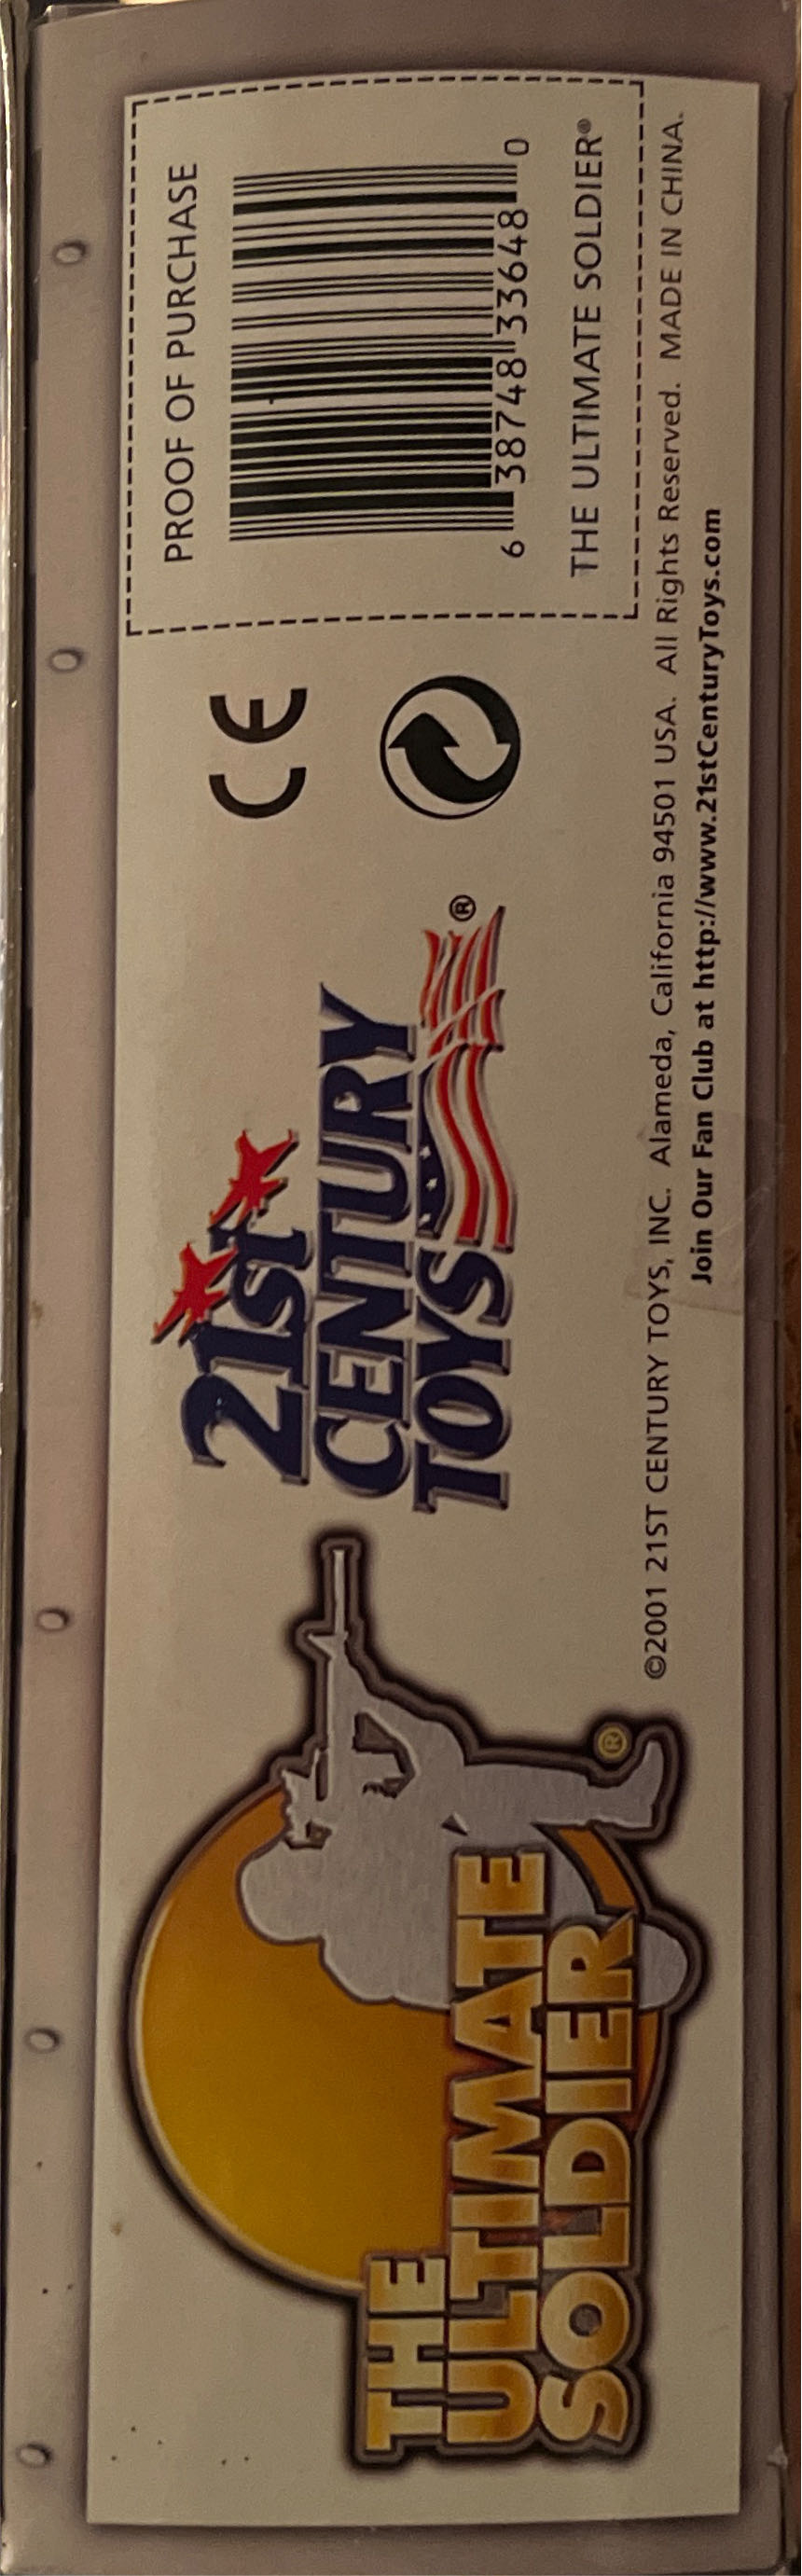 THE
ULTIMATE
SOLDIER®
21st
CENTURY
TOYS®
CE
PROOF OF PURCHASE
6 38748 33648 0
THE ULTIMATE SOLDIER®
©2001 21ST CENTURY TOYS, INC. Alameda, California 94501 USA. All Rights Reserved. MADE IN CHINA.
Join Our Fan Club at http://www.21stCenturyToys.com